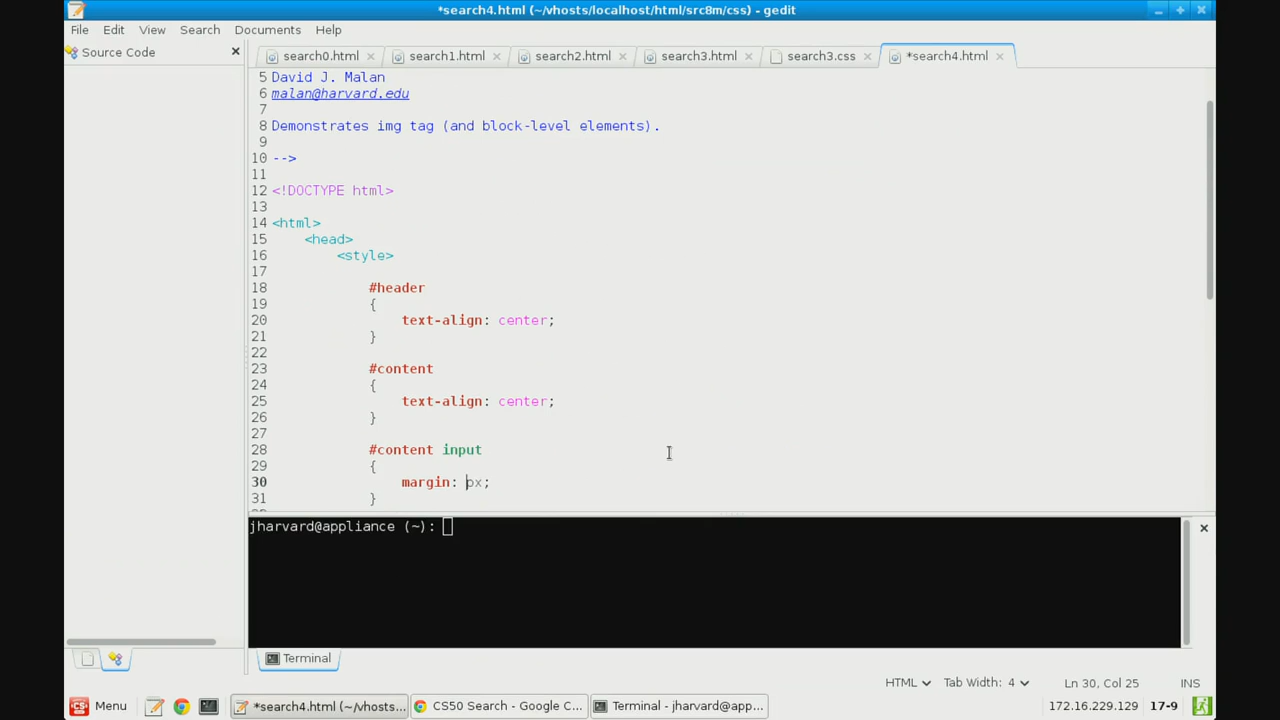 *search4.html (~/vhosts/localhost/html/src8m/css) - gedit
File Edit View Search Documents Help
Source Code
search0.html search1.html search2.html search3.html search3.css *search4.html
5 David J. Malan
6 malan@harvard.edu
7
8 Demonstrates img tag (and block-level elements).
9
10 -->
11
12 <!DOCTYPE html>
13
14 <html>
15 <head>
16 <style>
17
18 #header
19 {
20 text-align: center;
21 }
22
23 #content
24 {
25 text-align: center;
26 }
27
28 #content input
29 {
30 margin: px;
31 }
jharvard@appliance (~):
Terminal
HTML Tab Width: 4 Ln 30, Col 25 INS
Menu *search4.html (~/vhosts... CS50 Search - Google C... Terminal - jharvard@app... 172.16.229.129 17-9